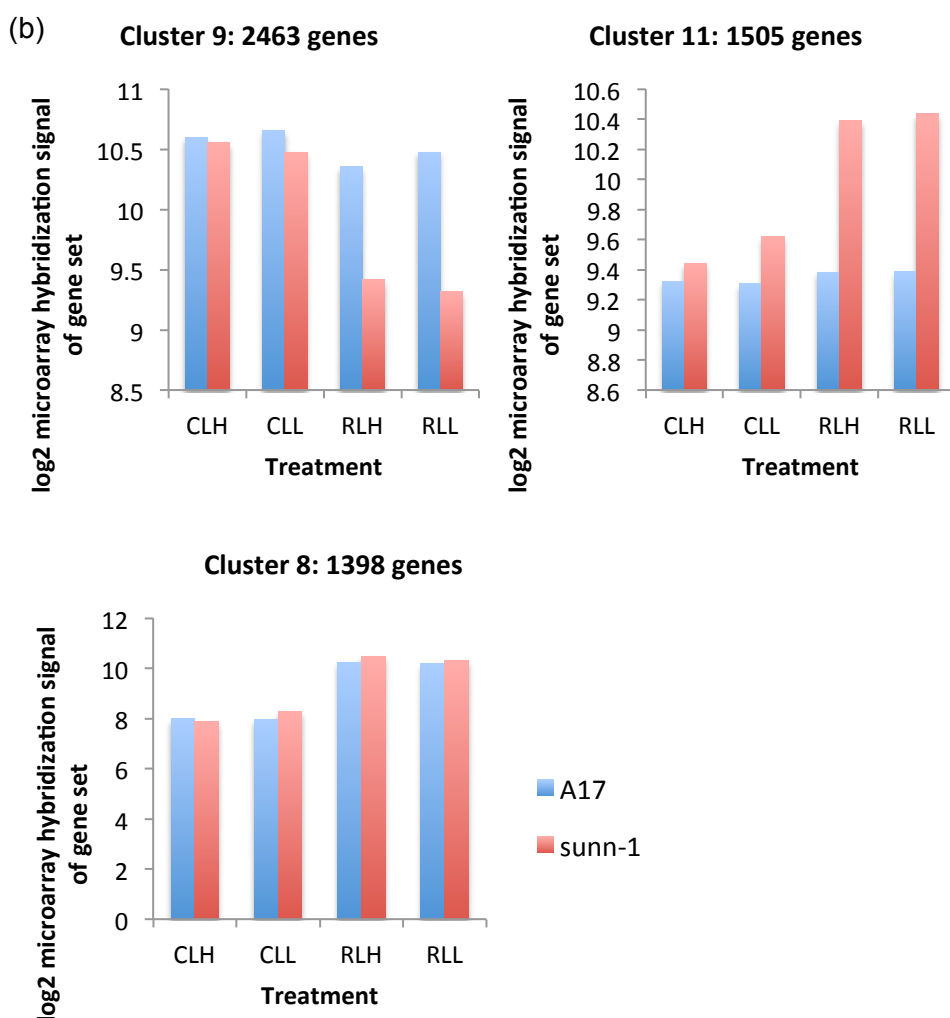 (b)
Cluster 9: 2463 genes
log2 microarray hybridization signal
of gene set
11
10.5
10
9.5
9
8.5
CLH CLL RLH RLL
Treatment
Cluster 11: 1505 genes
log2 microarray hybridization signal
of gene set
10.6
10.4
10.2
10
9.8
9.6
9.4
9.2
9
8.8
8.6
CLH CLL RLH RLL
Treatment
Cluster 8: 1398 genes
log2 microarray hybridization signal
of gene set
12
10
8
6
4
2
0
CLH CLL RLH RLL
Treatment
A17
sunn-1